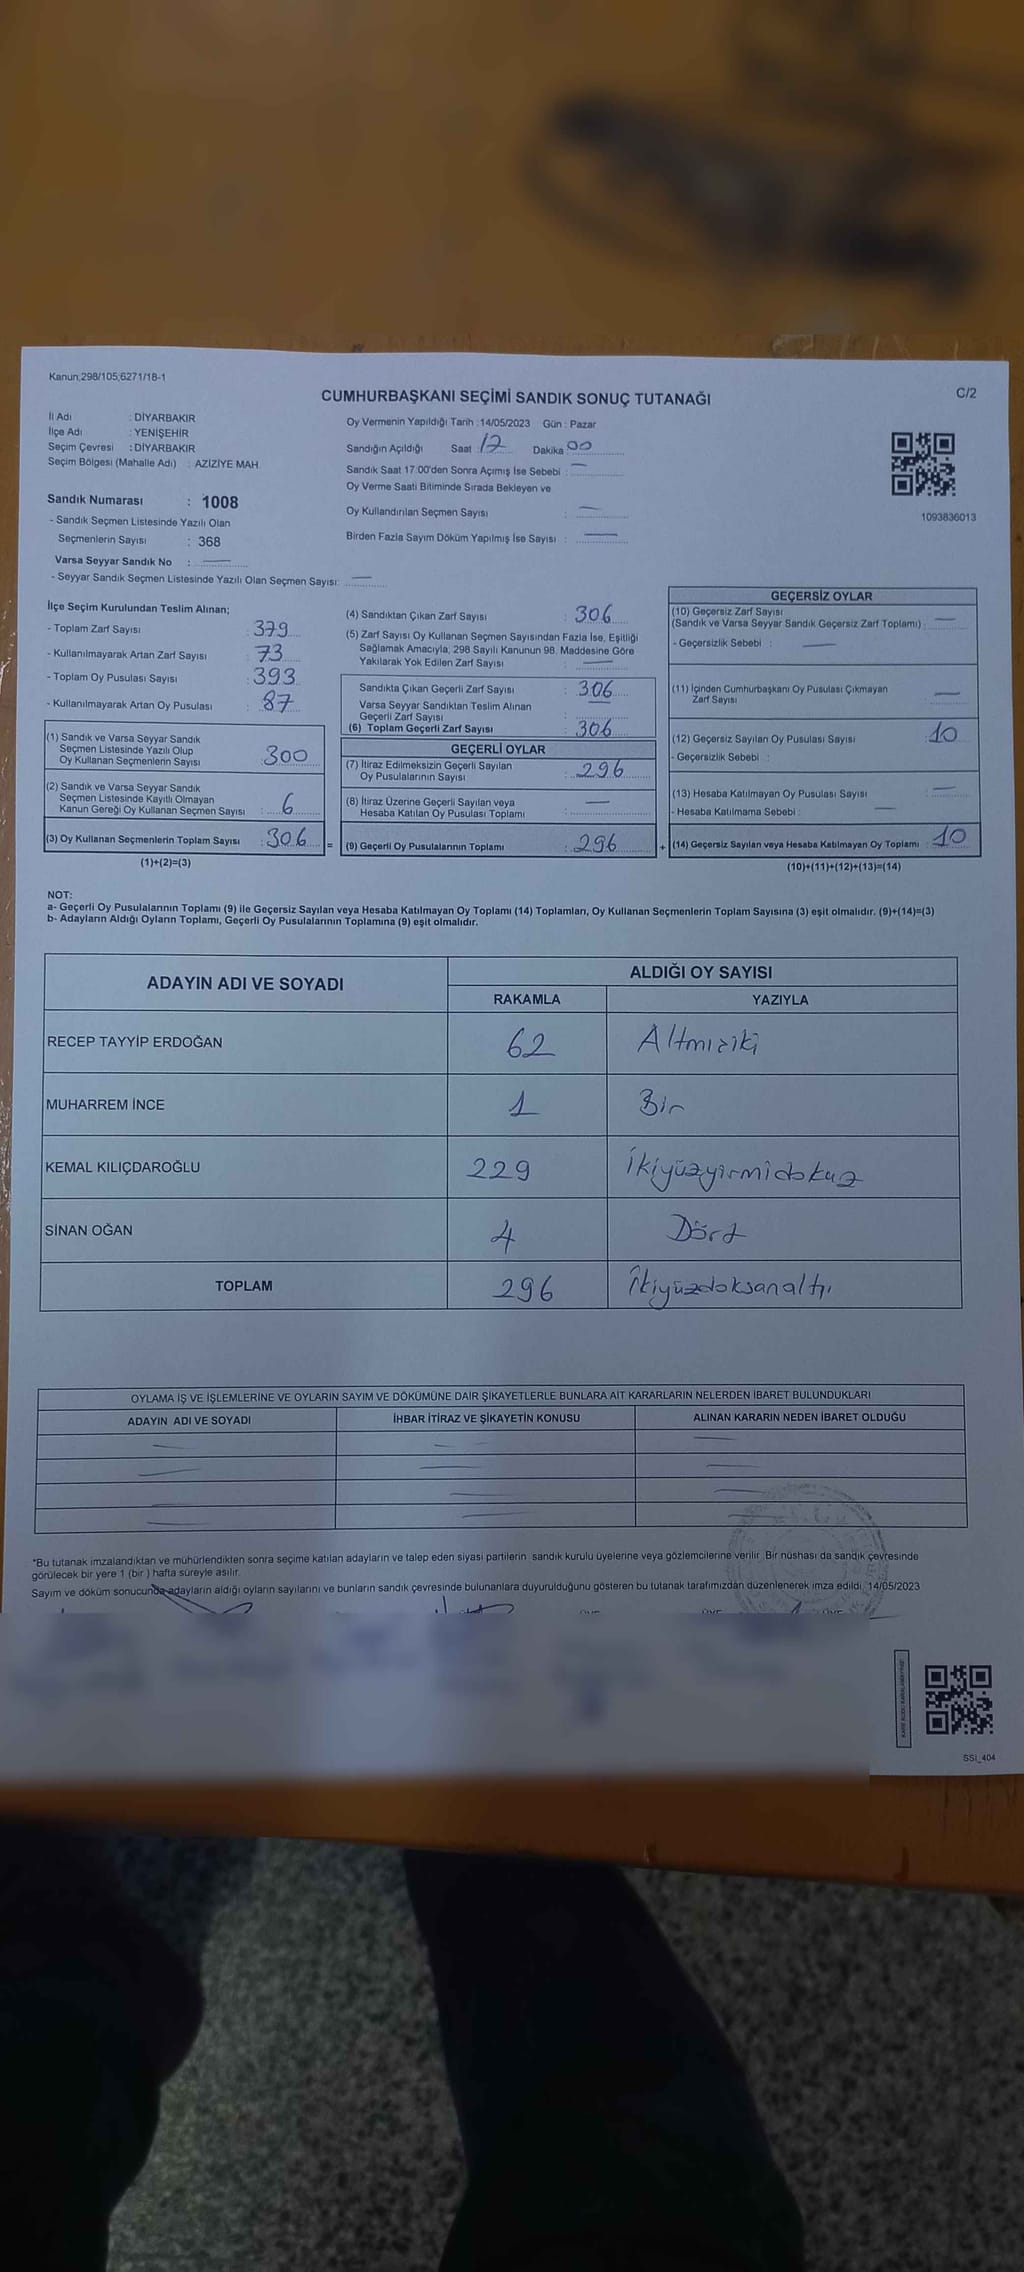 Kanun;298/105;6271/18-1
C/2
CUMHURBAŞKANI SEÇİMİ SANDIK SONUÇ TUTANAĞI
İl Adı : DİYARBAKIR
İlçe Adı : YENİŞEHİR
Seçim Çevresi : DİYARBAKIR
Seçim Bölgesi (Mahalle Adı) : AZİZİYE MAH.
Sandık Numarası : 1008
- Sandık Seçmen Listesinde Yazılı Olan
Seçmenlerin Sayısı : 368
Varsa Seyyar Sandık No : —
- Seyyar Sandık Seçmen Listesinde Yazılı Olan Seçmen Sayısı: —
Oy Vermenin Yapıldığı Tarih : 14/05/2023 Gün : Pazar
Sandığın Açıldığı Saat : 17 Dakika 00
Sandık Saat 17:00'den Sonra Açımış İse Sebebi : —
Oy Verme Saati Bitiminde Sırada Bekleyen ve
Oy Kullandırılan Seçmen Sayısı : —
Birden Fazla Sayım Döküm Yapılmış İse Sayısı : —
1093836013
İlçe Seçim Kurulundan Teslim Alınan;
- Toplam Zarf Sayısı : 379
- Kullanılmayarak Artan Zarf Sayısı : 73
- Toplam Oy Pusulası Sayısı : 393
- Kullanılmayarak Artan Oy Pusulası : 87
(1) Sandık ve Varsa Seyyar Sandık
Seçmen Listesinde Yazılı Olup
Oy Kullanan Seçmenlerin Sayısı : 300
(2) Sandık ve Varsa Seyyar Sandık
Seçmen Listesinde Kayıtlı Olmayan
Kanun Gereği Oy Kullanan Seçmen Sayısı : 6
(3) Oy Kullanan Seçmenlerin Toplam Sayısı : 306 =
(1)+(2)=(3)
(4) Sandıktan Çıkan Zarf Sayısı : 306
(5) Zarf Sayısı Oy Kullanan Seçmen Sayısından Fazla İse, Eşitliği
Sağlamak Amacıyla, 298 Sayılı Kanunun 98. Maddesine Göre
Yakılarak Yok Edilen Zarf Sayısı : —
Sandıkta Çıkan Geçerli Zarf Sayısı : 306
Varsa Seyyar Sandıktan Teslim Alınan
Geçerli Zarf Sayısı :
(6) Toplam Geçerli Zarf Sayısı : 306
GEÇERLİ OYLAR
(7) İtiraz Edilmeksizin Geçerli Sayılan
Oy Pusulalarının Sayısı : 296
(8) İtiraz Üzerine Geçerli Sayılan veya
Hesaba Katılan Oy Pusulası Toplamı : —
(9) Geçerli Oy Pusulalarının Toplamı : 296 +
GEÇERSİZ OYLAR
(10) Geçersiz Zarf Sayısı
(Sandık ve Varsa Seyyar Sandık Geçersiz Zarf Toplamı) : —
- Geçersizlik Sebebi : —
(11) İçinden Cumhurbaşkanı Oy Pusulası Çıkmayan
Zarf Sayısı : —
(12) Geçersiz Sayılan Oy Pusulası Sayısı : 10
- Geçersizlik Sebebi :
(13) Hesaba Katılmayan Oy Pusulası Sayısı : —
- Hesaba Katılmama Sebebi : —
(14) Geçersiz Sayılan veya Hesaba Katılmayan Oy Toplamı : 10
(10)+(11)+(12)+(13)=(14)
NOT:
a- Geçerli Oy Pusulalarının Toplamı (9) ile Geçersiz Sayılan veya Hesaba Katılmayan Oy Toplamı (14) Toplamları, Oy Kullanan Seçmenlerin Toplam Sayısına (3) eşit olmalıdır. (9)+(14)=(3)
b- Adayların Aldığı Oyların Toplamı, Geçerli Oy Pusulalarının Toplamına (9) eşit olmalıdır.
ADAYIN ADI VE SOYADI
ALDIĞI OY SAYISI
RAKAMLA YAZIYLA
RECEP TAYYİP ERDOĞAN 62 Altmışiki
MUHARREM İNCE 1 Bir
KEMAL KILIÇDAROĞLU 229 İkiyüzyirmidokuz
SİNAN OĞAN 4 Dört
TOPLAM 296 İkiyüzdoksanaltı
OYLAMA İŞ VE İŞLEMLERİNE VE OYLARIN SAYIM VE DÖKÜMÜNE DAİR ŞİKAYETLERLE BUNLARA AİT KARARLARIN NELERDEN İBARET BULUNDUKLARI
ADAYIN ADI VE SOYADI İHBAR İTİRAZ VE ŞİKAYETİN KONUSU ALINAN KARARIN NEDEN İBARET OLDUĞU
*Bu tutanak imzalandıktan ve mühürlendikten sonra seçime katılan adayların ve talep eden siyasi partilerin sandık kurulu üyelerine veya gözlemcilerine verilir. Bir nüshası da sandık çevresinde
görülecek bir yere 1 (bir ) hafta süreyle asılır.
Sayım ve döküm sonucunda adayların aldığı oyların sayılarını ve bunların sandık çevresinde bulunanlara duyurulduğunu gösteren bu tutanak tarafımızdan düzenlenerek imza edildi. 14/05/2023
SSI_404